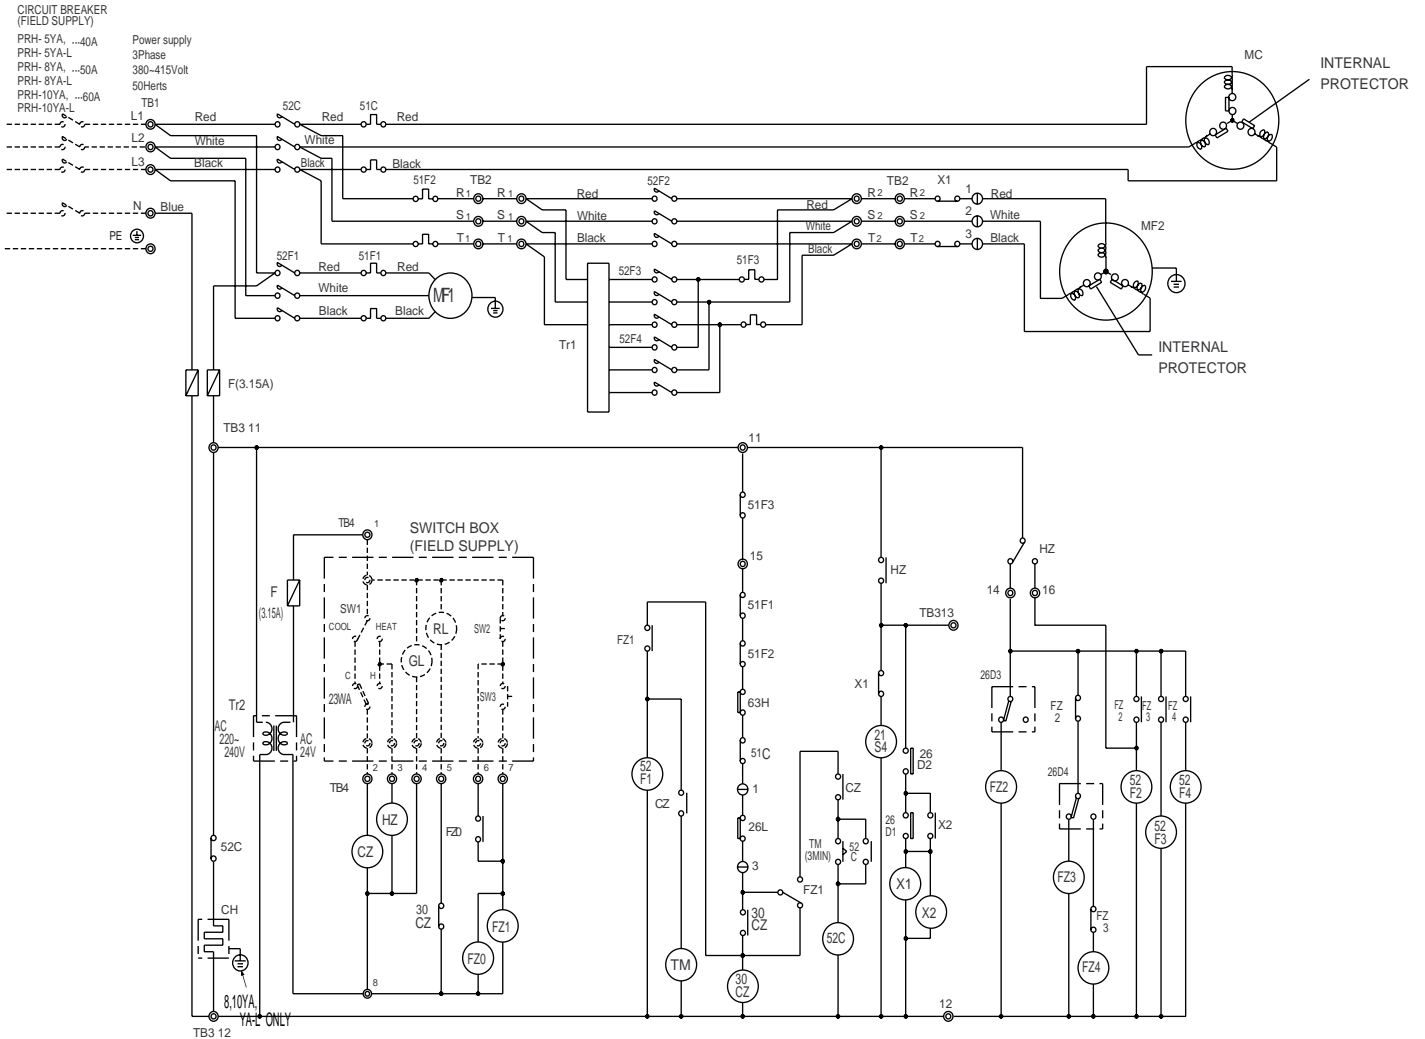 CIRCUIT BREAKER
(FIELD SUPPLY)
PRH- 5YA, ...40A
PRH- 5YA-L
PRH- 8YA, ...50A
PRH- 8YA-L
PRH-10YA, ...60A
PRH-10YA-L
Power supply
3Phase
380~415Volt
50Herts
TB1
L1
Red
52C
Red
51C
Red
L2
White
White
L3
Black
Black
Black
N
Blue
PE
MC
INTERNAL
PROTECTOR
51F2
TB2
R1
R1
Red
52F2
TB2
X1
R2
R2
1
Red
S1
S1
White
Red
S2
S2
2
White
T1
T1
Black
White
T2
T2
3
Black
Black
MF2
INTERNAL
PROTECTOR
52F1
Red
51F1
Red
White
Black
Black
MF1
52F3
51F3
52F4
Tr1
F(3.15A)
TB3 11
11
51F3
15
51F1
51F2
63H
51C
1
26L
3
30
CZ
30
CZ
TB4
1
SWITCH BOX
(FIELD SUPPLY)
F
(3.15A)
SW1
COOL
HEAT
C
H
23WA
GL
RL
SW2
SW3
Tr2
AC
220~
240V
AC
24V
TB4
2
3
4
5
6
7
HZ
CZ
FZ0
30
CZ
FZ0
FZ1
8
52C
CH
8,10YA,
YA-L ONLY
TB3 12
FZ1
52
F1
CZ
TM
FZ1
CZ
TM
(3MIN)
52
C
52C
HZ
TB313
X1
21
S4
26
D2
26
D1
X2
X1
X2
12
HZ
14
16
26D3
FZ2
FZ
2
26D4
FZ3
FZ
3
FZ4
FZ
2
FZ
3
FZ
4
52
F2
52
F3
52
F4